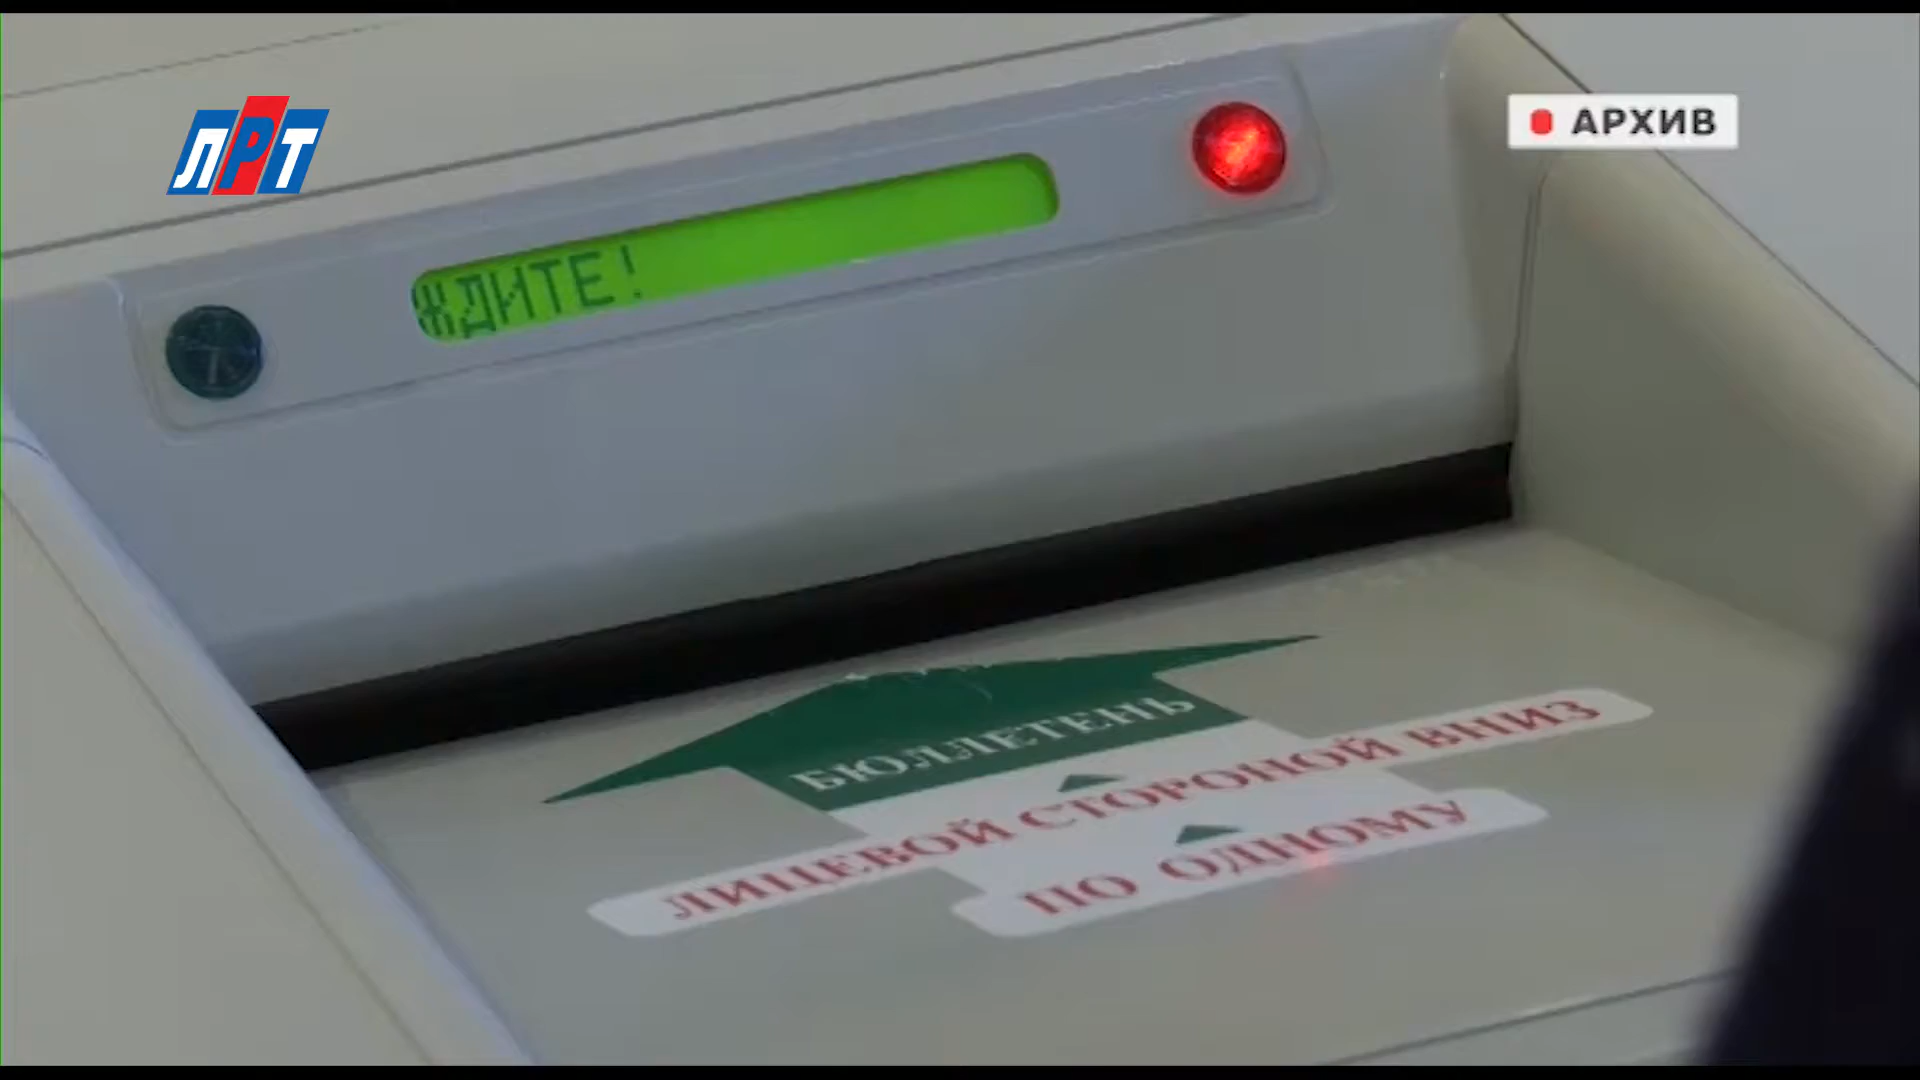 ЛРТ
АРХИВ
ЖДИТЕ!
БЮЛЛЕТЕНЬ
ЛИЦЕВОЙ СТОРОНОЙ ВНИЗ
ПО ОДНОМУ